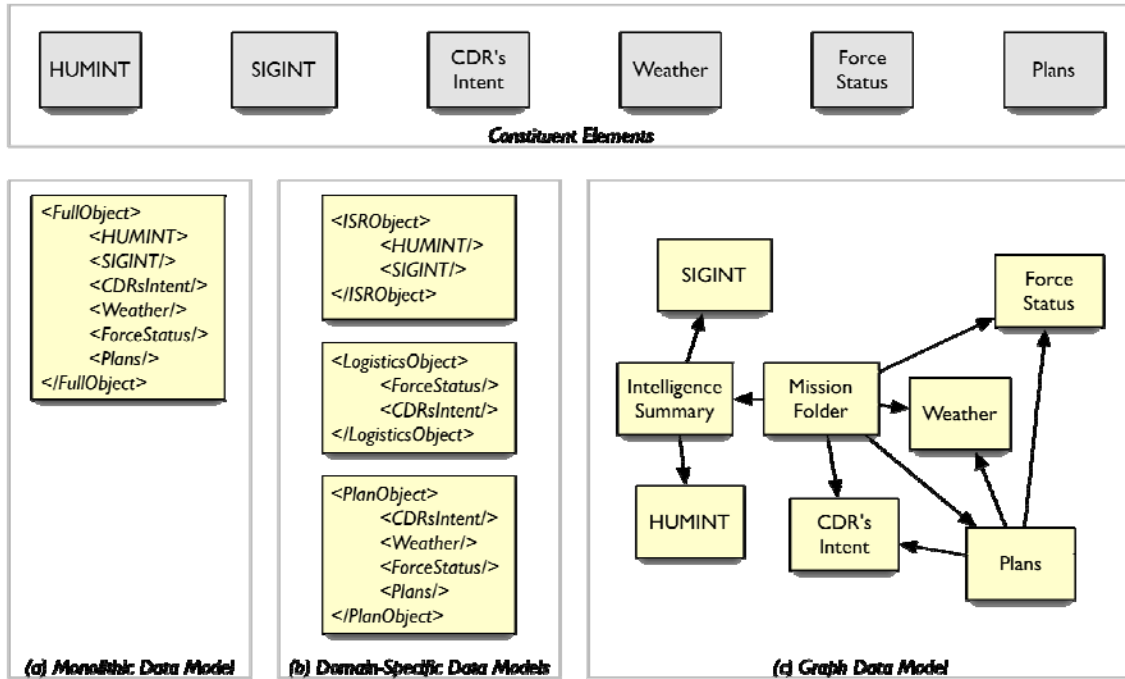 HUMINT
SIGINT
CDR's
Intent
Weather
Force
Status
Plans
Constituent Elements
<FullObject>
<HUMINT>
<SIGINT/>
<CDRsIntent/>
<Weather/>
<ForceStatus/>
<Plans/>
</FullObject>
(a) Monolithic Data Model
<ISRObject>
<HUMINT/>
<SIGINT/>
</ISRObject>
<LogisticsObject>
<ForceStatus/>
<CDRsIntent/>
</LogisticsObject>
<PlanObject>
<CDRsIntent/>
<Weather/>
<ForceStatus/>
<Plans/>
</PlanObject>
(b) Domain-Specific Data Models
SIGINT
Force
Status
Intelligence
Summary
Mission
Folder
Weather
HUMINT
CDR's
Intent
Plans
(c) Graph Data Model